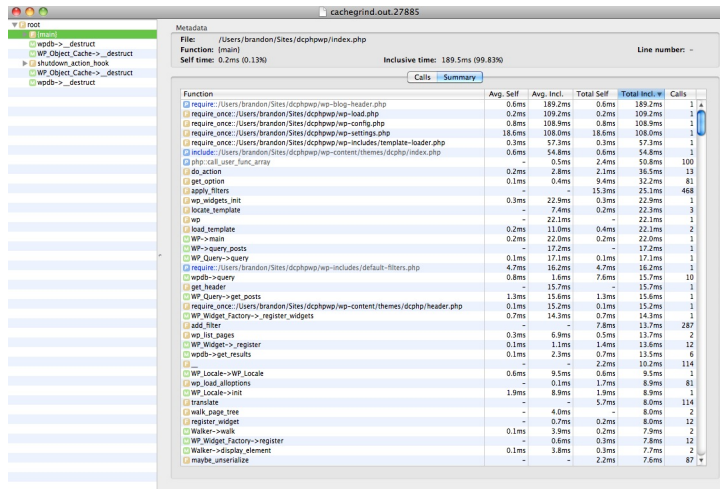 cachegrind.out.27885
root
{main}
wpdb->__destruct
WP_Object_Cache->__destruct
shutdown_action_hook
WP_Object_Cache->__destruct
wpdb->__destruct
Metadata
File: /Users/brandon/Sites/dcphpwp/index.php
Function: {main} Line number: –
Self time: 0.2ms (0.13%) Inclusive time: 189.5ms (99.83%)
Calls Summary
Function Avg. Self Avg. Incl. Total Self Total Incl. Calls
require::/Users/brandon/Sites/dcphpwp/wp-blog-header.php 0.6ms 189.2ms 0.6ms 189.2ms 1
require_once::/Users/brandon/Sites/dcphpwp/wp-load.php 0.2ms 109.2ms 0.2ms 109.2ms 1
require_once::/Users/brandon/Sites/dcphpwp/wp-config.php 0.8ms 108.9ms 0.8ms 108.9ms 1
require_once::/Users/brandon/Sites/dcphpwp/wp-settings.php 18.6ms 108.0ms 18.6ms 108.0ms 1
require_once::/Users/brandon/Sites/dcphpwp/wp-includes/template-loader.php 0.3ms 57.3ms 0.3ms 57.3ms 1
include::/Users/brandon/Sites/dcphpwp/wp-content/themes/dcphp/index.php 0.6ms 54.8ms 0.6ms 54.8ms 1
php::call_user_func_array – 0.5ms 2.4ms 50.8ms 100
do_action 0.2ms 2.8ms 2.1ms 36.5ms 13
get_option 0.1ms 0.4ms 9.4ms 32.2ms 81
apply_filters – – 15.3ms 25.1ms 468
wp_widgets_init 0.3ms 22.9ms 0.3ms 22.9ms 1
locate_template – 7.4ms 0.2ms 22.3ms 3
wp – 22.1ms – 22.1ms 1
load_template 0.2ms 11.0ms 0.4ms 22.1ms 2
WP->main 0.2ms 22.0ms 0.2ms 22.0ms 1
WP->query_posts – 17.2ms – 17.2ms 1
WP_Query->query 0.1ms 17.1ms 0.1ms 17.1ms 1
require::/Users/brandon/Sites/dcphpwp/wp-includes/default-filters.php 4.7ms 16.2ms 4.7ms 16.2ms 1
wpdb->query 0.8ms 1.6ms 7.6ms 15.7ms 10
get_header – 15.7ms – 15.7ms 1
WP_Query->get_posts 1.3ms 15.6ms 1.3ms 15.6ms 1
require_once::/Users/brandon/Sites/dcphpwp/wp-content/themes/dcphp/header.php 0.1ms 15.2ms 0.1ms 15.2ms 1
WP_Widget_Factory->_register_widgets 0.7ms 14.3ms 0.7ms 14.3ms 1
add_filter – – 7.8ms 13.7ms 287
wp_list_pages 0.3ms 6.9ms 0.5ms 13.7ms 2
WP_Widget->_register 0.1ms 1.1ms 1.4ms 13.6ms 12
wpdb->get_results 0.1ms 2.3ms 0.7ms 13.5ms 6
__ – – 2.2ms 10.2ms 114
WP_Locale->WP_Locale 0.6ms 9.5ms 0.6ms 9.5ms 1
wp_load_alloptions – 0.1ms 1.7ms 8.9ms 81
WP_Locale->init 1.9ms 8.9ms 1.9ms 8.9ms 1
translate – – 5.7ms 8.0ms 114
walk_page_tree – 4.0ms – 8.0ms 2
register_widget – 0.7ms 0.2ms 8.0ms 12
Walker->walk 0.1ms 3.9ms 0.2ms 7.9ms 2
WP_Widget_Factory->register – 0.6ms 0.3ms 7.8ms 12
Walker->display_element 0.1ms 3.8ms 0.3ms 7.7ms 2
maybe_unserialize – – 2.2ms 7.6ms 87